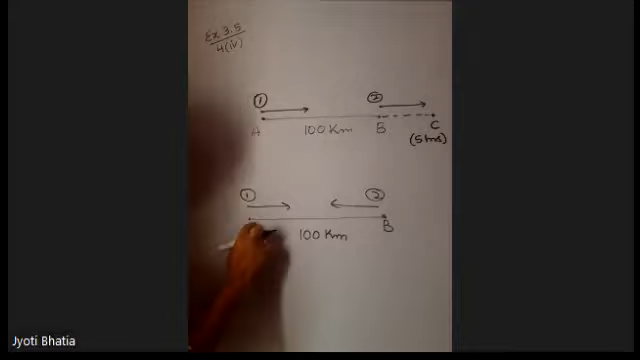 Ex 3.5
4(iv)
① ②
A 100 Km B C
(5 hrs)
① ②
100 Km B
Jyoti Bhatia